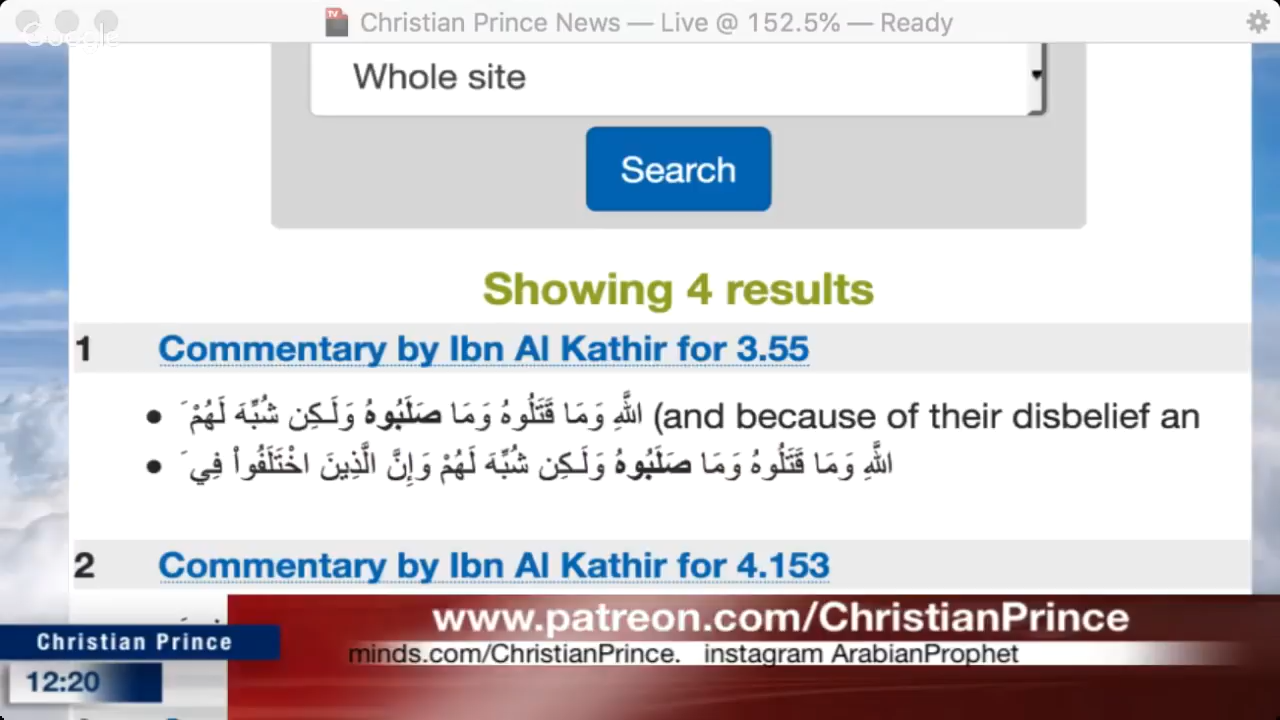 Christian Prince News — Live @ 152.5% — Ready
Google
Whole site
Search
Showing 4 results
1 Commentary by Ibn Al Kathir for 3.55
• اللَّهِ وَمَا قَتَلُوهُ وَمَا صَلَبُوهُ وَلَـكِن شُبِّهَ لَهُمْ (and because of their disbelief an
• اللَّهِ وَمَا قَتَلُوهُ وَمَا صَلَبُوهُ وَلَـكِن شُبِّهَ لَهُمْ وَإِنَّ الَّذِينَ اخْتَلَفُواْ فِي
2 Commentary by Ibn Al Kathir for 4.153
www.patreon.com/ChristianPrince
Christian Prince
minds.com/ChristianPrince. instagram ArabianProphet
12:20